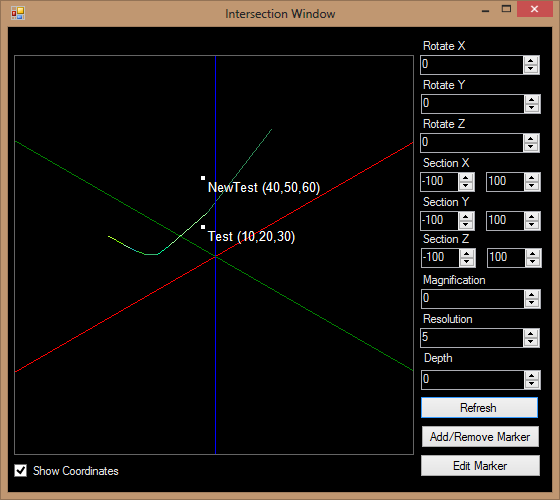 Intersection Window
Rotate X
0
Rotate Y
0
Rotate Z
0
Section X
-100 100
Section Y
-100 100
Section Z
-100 100
Magnification
0
Resolution
5
Depth
0
Refresh
Add/Remove Marker
Edit Marker
NewTest (40,50,60)
Test (10,20,30)
Show Coordinates